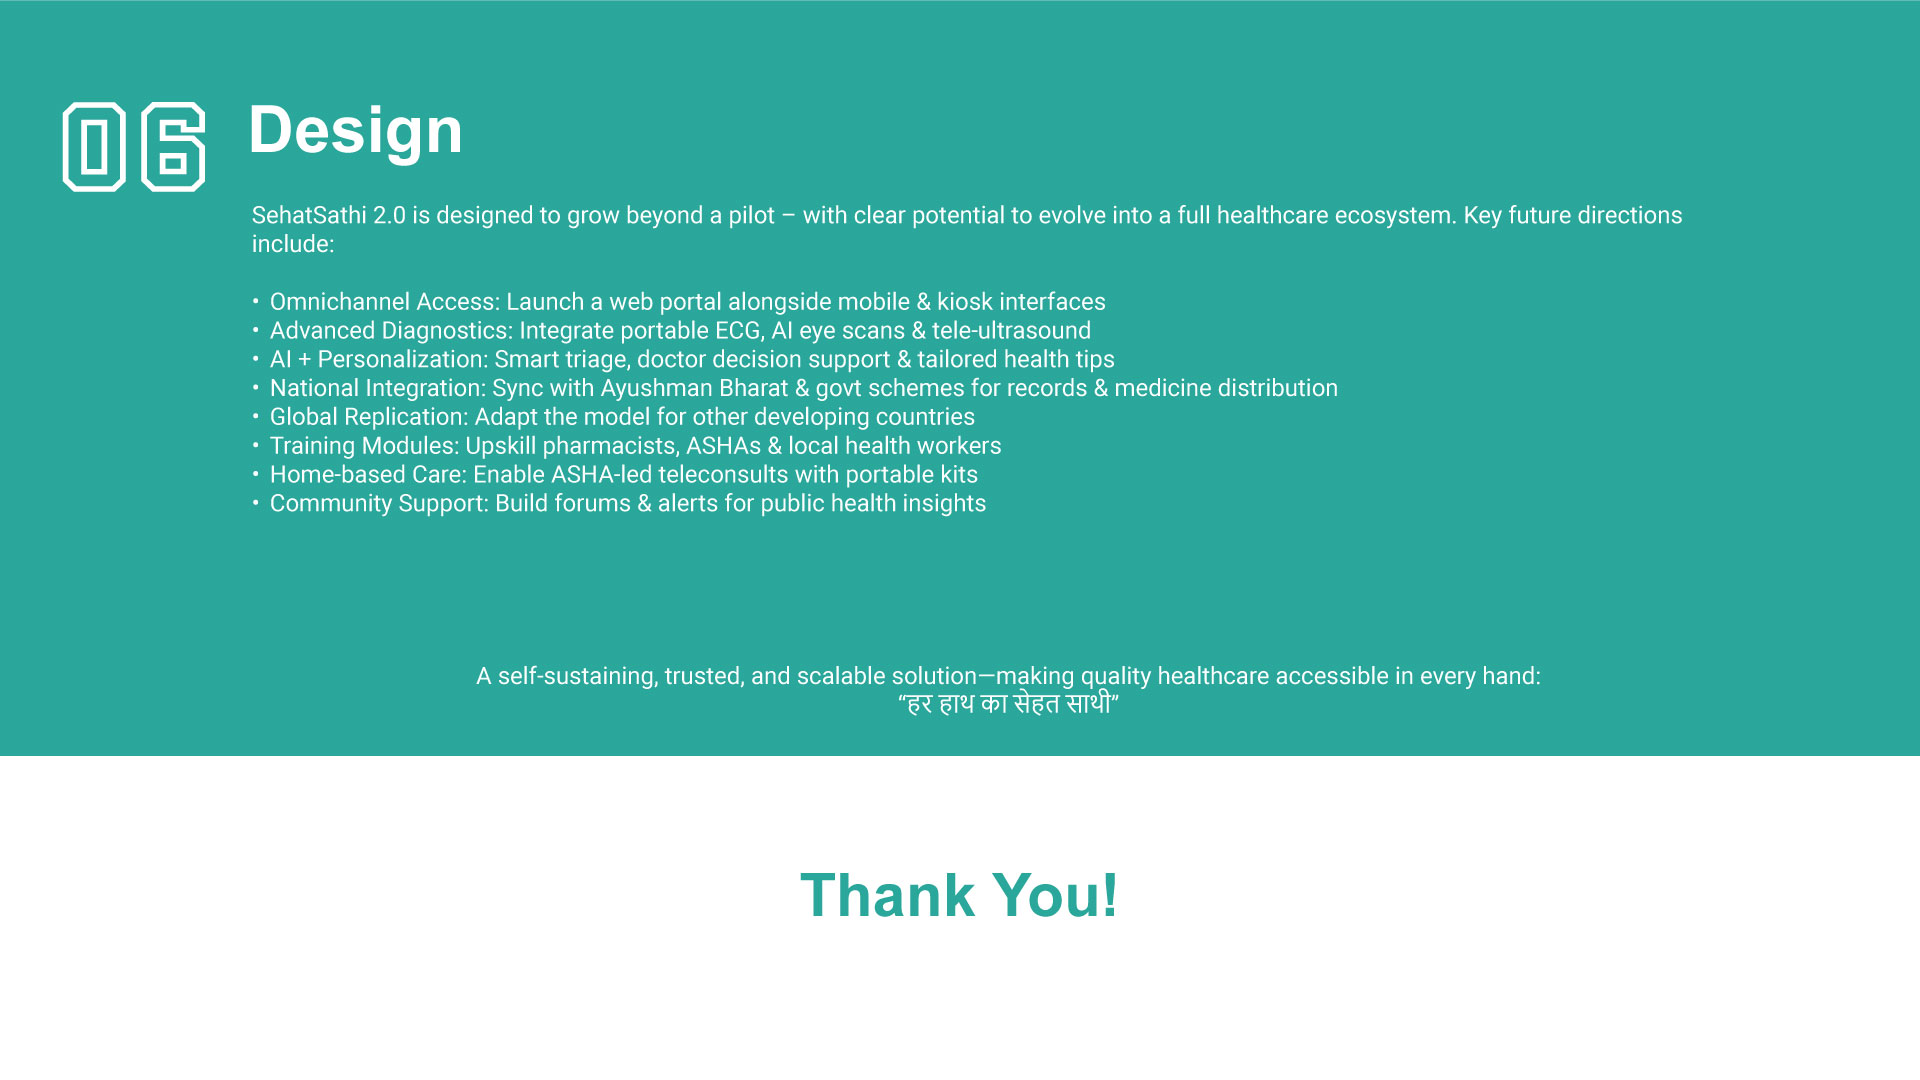 06
Design
SehatSathi 2.0 is designed to grow beyond a pilot – with clear potential to evolve into a full healthcare ecosystem. Key future directions
include:
• Omnichannel Access: Launch a web portal alongside mobile & kiosk interfaces
• Advanced Diagnostics: Integrate portable ECG, AI eye scans & tele-ultrasound
• AI + Personalization: Smart triage, doctor decision support & tailored health tips
• National Integration: Sync with Ayushman Bharat & govt schemes for records & medicine distribution
• Global Replication: Adapt the model for other developing countries
• Training Modules: Upskill pharmacists, ASHAs & local health workers
• Home-based Care: Enable ASHA-led teleconsults with portable kits
• Community Support: Build forums & alerts for public health insights
A self-sustaining, trusted, and scalable solution—making quality healthcare accessible in every hand:
“हर हाथ का सेहत साथी”
Thank You!